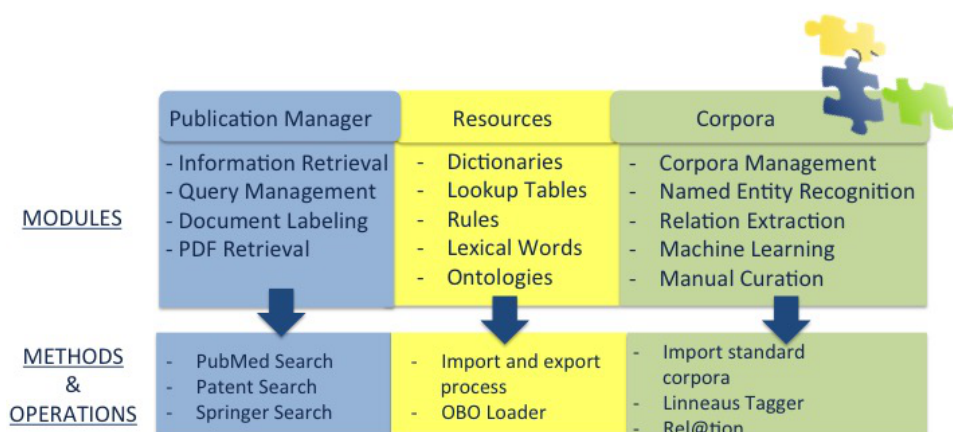 Publication Manager
Resources
Corpora
MODULES
- Information Retrieval
- Query Management
- Document Labeling
- PDF Retrieval
- Dictionaries
- Lookup Tables
- Rules
- Lexical Words
- Ontologies
- Corpora Management
- Named Entity Recognition
- Relation Extraction
- Machine Learning
- Manual Curation
METHODS
&
OPERATIONS
- PubMed Search
- Patent Search
- Springer Search
- Import and export
process
- OBO Loader
- Import standard
corpora
- Linneaus Tagger
- Rel@tion